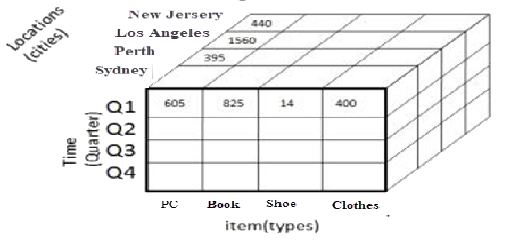 New Jersery
Los Angeles
Perth
Sydney
Locations
(cities)
440
1560
395
Time
(Quarter)
Q1 605 825 14 400
Q2
Q3
Q4
PC Book Shoe Clothes
item(types)